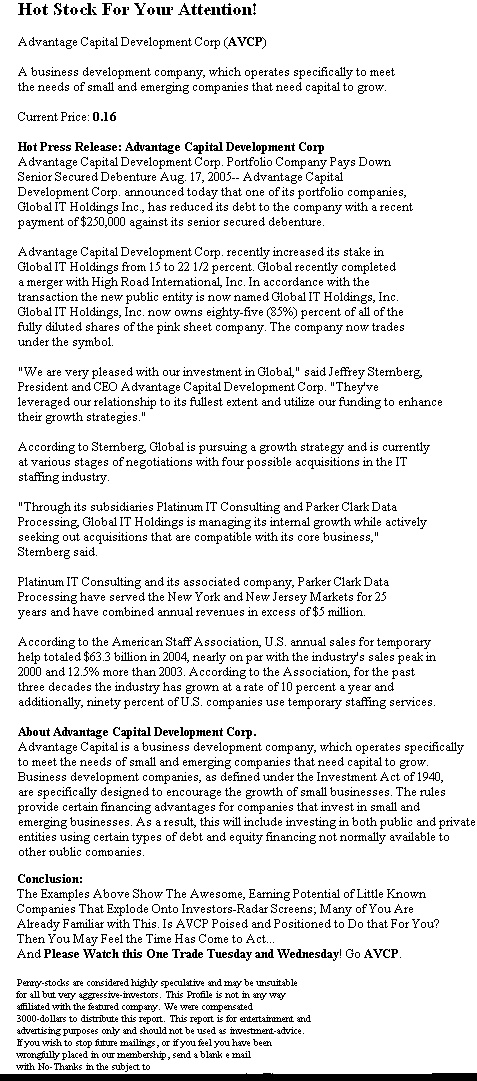 Hot Stock For Your Attention!
Advantage Capital Development Corp (AVCP)
A business development company, which operates specifically to meet
the needs of small and emerging companies that need capital to grow.
Current Price: 0.16
Hot Press Release: Advantage Capital Development Corp
Advantage Capital Development Corp. Portfolio Company Pays Down
Senior Secured Debenture Aug. 17, 2005-- Advantage Capital
Development Corp. announced today that one of its portfolio companies,
Global IT Holdings Inc., has reduced its debt to the company with a recent
payment of $250,000 against its senior secured debenture.
Advantage Capital Development Corp. recently increased its stake in
Global IT Holdings from 15 to 22 1/2 percent. Global recently completed
a merger with High Road International, Inc. In accordance with the
transaction the new public entity is now named Global IT Holdings, Inc.
Global IT Holdings, Inc. now owns eighty-five (85%) percent of all of the
fully diluted shares of the pink sheet company. The company now trades
under the symbol.
"We are very pleased with our investment in Global," said Jeffrey Sternberg,
President and CEO Advantage Capital Development Corp. "They've
leveraged our relationship to its fullest extent and utilize our funding to enhance
their growth strategies."
According to Sternberg, Global is pursuing a growth strategy and is currently
at various stages of negotiations with four possible acquisitions in the IT
staffing industry.
"Through its subsidiaries Platinum IT Consulting and Parker Clark Data
Processing, Global IT Holdings is managing its internal growth while actively
seeking out acquisitions that are compatible with its core business,"
Sternberg said.
Platinum IT Consulting and its associated company, Parker Clark Data
Processing have served the New York and New Jersey Markets for 25
years and have combined annual revenues in excess of $5 million.
According to the American Staff Association, U.S. annual sales for temporary
help totaled $63.3 billion in 2004, nearly on par with the industry's sales peak in
2000 and 12.5% more than 2003. According to the Association, for the past
three decades the industry has grown at a rate of 10 percent a year and
additionally, ninety percent of U.S. companies use temporary staffing services.
About Advantage Capital Development Corp.
Advantage Capital is a business development company, which operates specifically
to meet the needs of small and emerging companies that need capital to grow.
Business development companies, as defined under the Investment Act of 1940,
are specifically designed to encourage the growth of small businesses. The rules
provide certain financing advantages for companies that invest in small and
emerging businesses. As a result, this will include investing in both public and private
entities using certain types of debt and equity financing not normally available to
other public companies.
Conclusion:
The Examples Above Show The Awesome, Earning Potential of Little Known
Companies That Explode Onto Investors-Radar Screens; Many of You Are
Already Familiar with This. Is AVCP Poised and Positioned to Do that For You?
Then You May Feel the Time Has Come to Act...
And Please Watch this One Trade Tuesday and Wednesday! Go AVCP.
Penny-stocks are considered highly speculative and may be unsuitable
for all but very aggressive-investors. This Profile is not in any way
affiliated with the featured company. We were compensated
3000-dollars to distribute this report. This report is for entertainment and
advertising purposes only and should not be used as investment-advice.
If you wish to stop future mailings, or if you feel you have been
wrongfully placed in our membership, send a blank e mail
with No-Thanks in the subject to